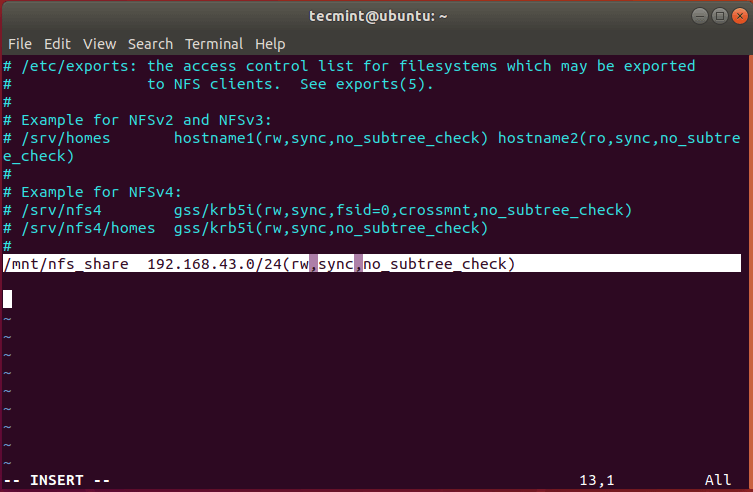 tecmint@ubuntu: ~
File Edit View Search Terminal Help
# /etc/exports: the access control list for filesystems which may be exported
#               to NFS clients.  See exports(5).
#
# Example for NFSv2 and NFSv3:
# /srv/homes       hostname1(rw,sync,no_subtree_check) hostname2(ro,sync,no_subtre
e_check)
#
# Example for NFSv4:
# /srv/nfs4        gss/krb5i(rw,sync,fsid=0,crossmnt,no_subtree_check)
# /srv/nfs4/homes  gss/krb5i(rw,sync,no_subtree_check)
#
/mnt/nfs_share  192.168.43.0/24(rw,sync,no_subtree_check)
~
~
~
~
~
~
~
~
~
-- INSERT -- 13,1 All